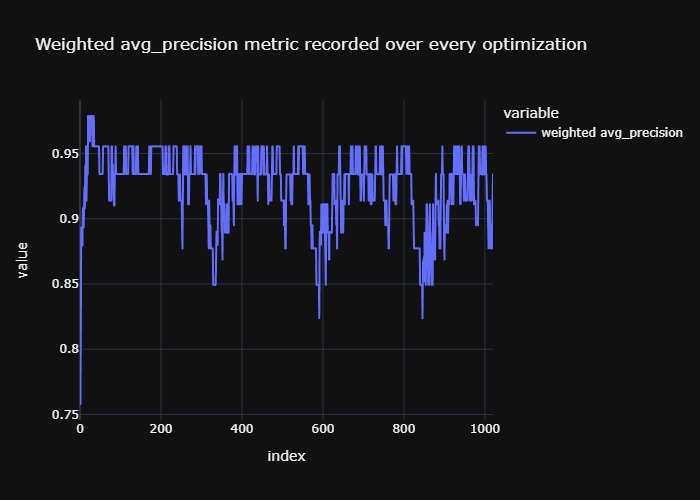 Weighted avg_precision metric recorded over every optimization
variable
weighted avg_precision
0.95
0.9
0.85
0.8
0.75
value
0 200 400 600 800 1000
index